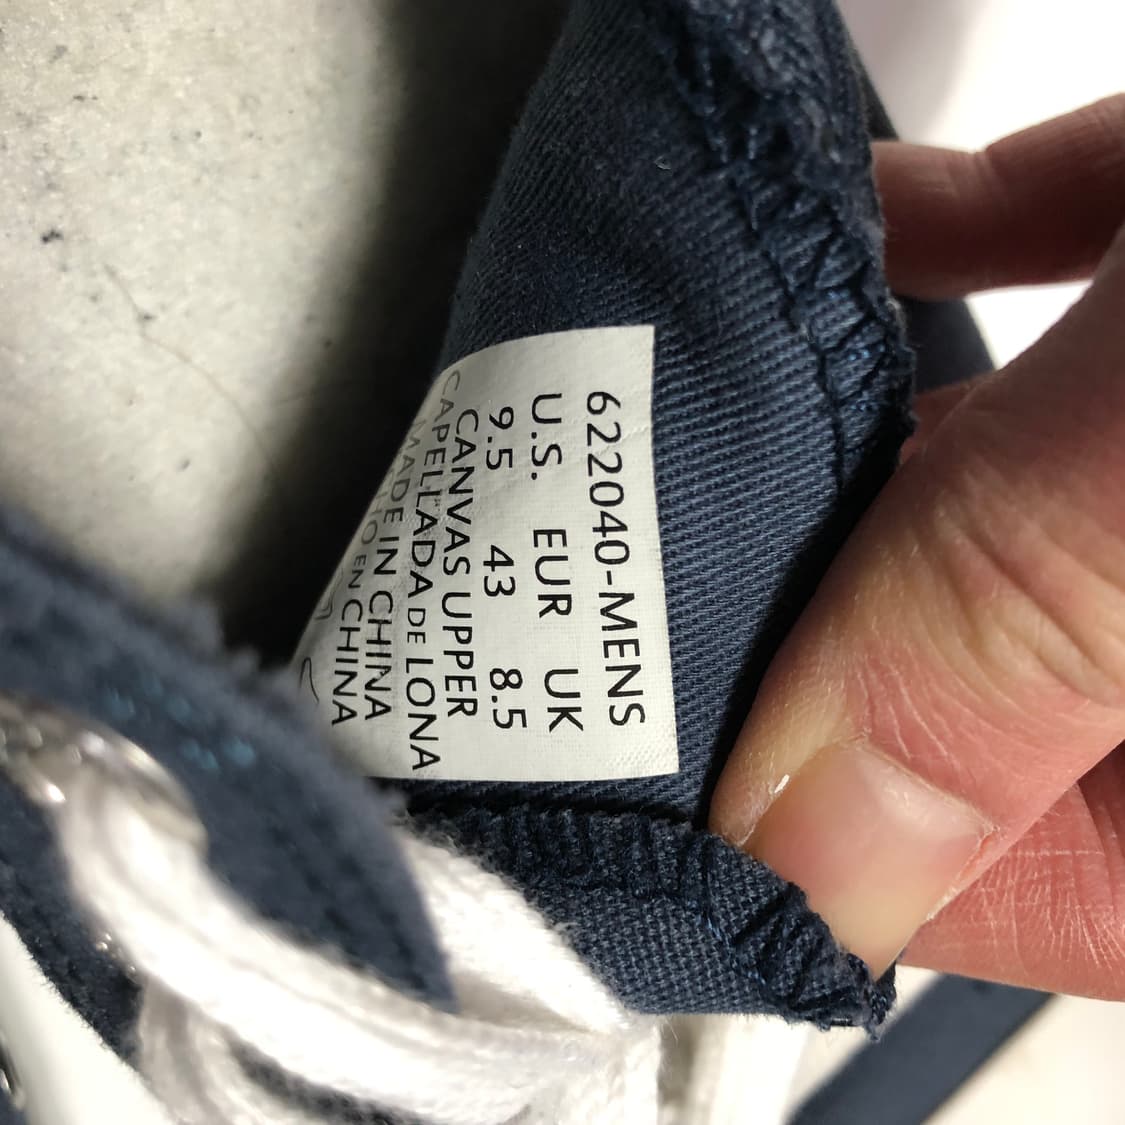 622040-MENS
U.S. EUR UK
9.5 43 8.5
CANVAS UPPER
CAPELLADA DE LONA
MADE IN CHINA
EN CHINA